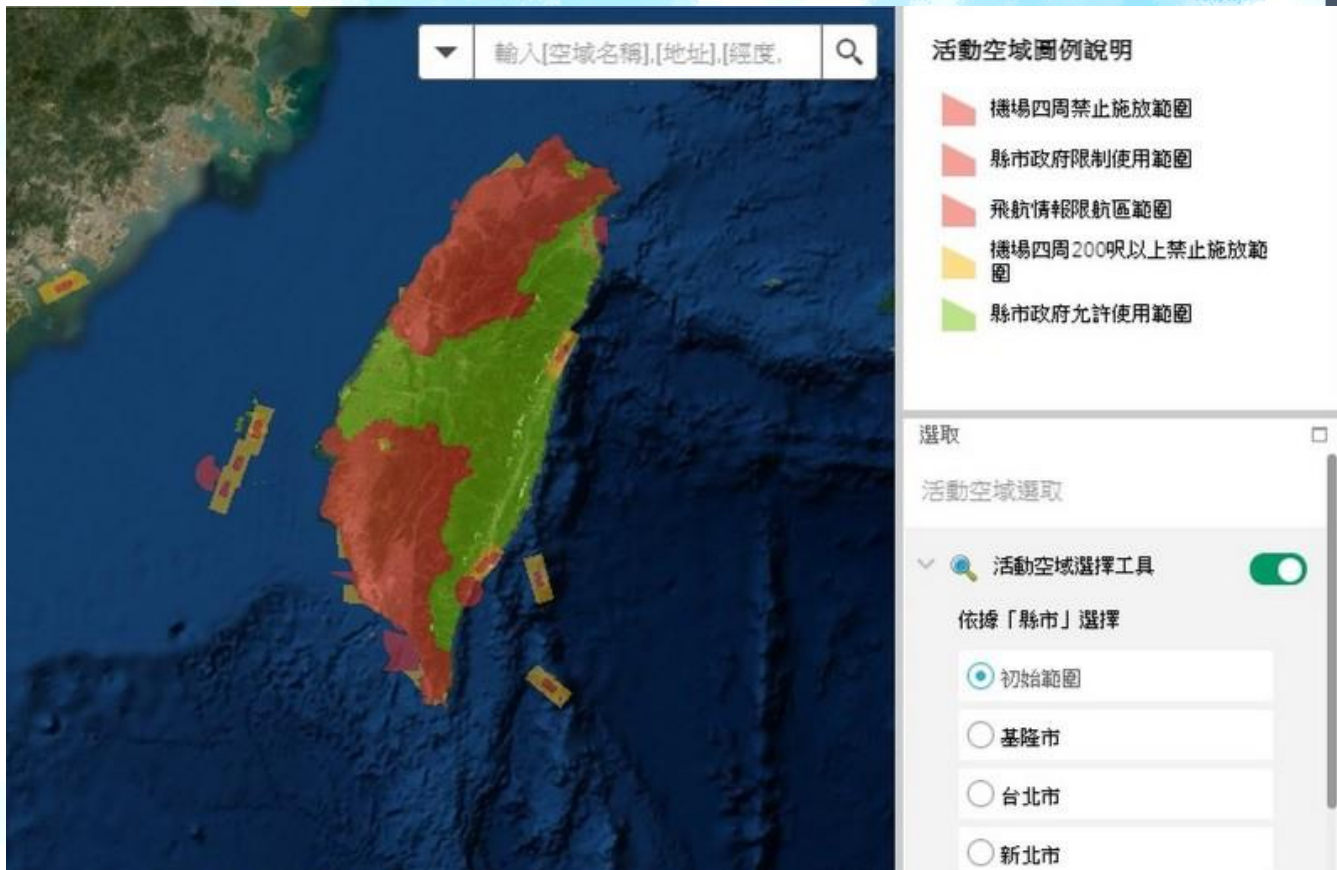 輸入[空域名稱],[地址],[經度,
活動空域圖例說明
機場四周禁止施放範圍
縣市政府限制使用範圍
飛航情報限航區範圍
機場四周200呎以上禁止施放範
圍
縣市政府允許使用範圍
選取
活動空域選取
活動空域選擇工具
依據「縣市」選擇
初始範圍
基隆市
台北市
新北市